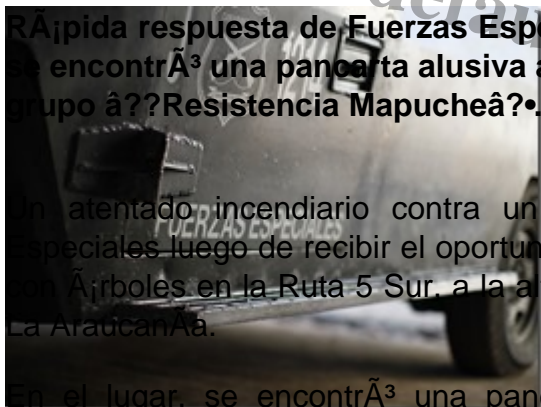 RÃ¡pida respuesta de Fuerzas Esp
se encontrÃ³ una pancarta alusiva a
grupo â??Resistencia Mapucheâ?•.
Un atentado incendiario contra un
especiales luego de recibir el oportun
con Ã¡rboles en la Ruta 5 Sur, a la al
La AraucanÃ­a.
En el lugar, se encontrÃ³ una pan
1244
FUERZAS ESPECIALES